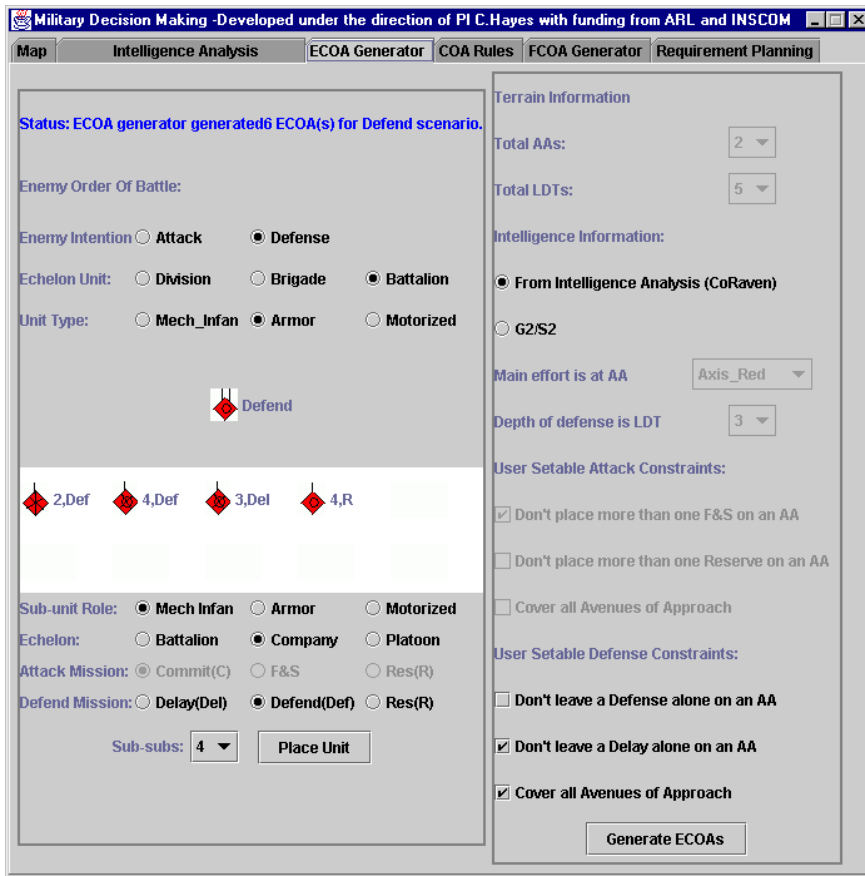 Military Decision Making -Developed under the direction of PI C.Hayes with funding from ARL and INSCOM
Map Intelligence Analysis ECOA Generator COA Rules FCOA Generator Requirement Planning
Status: ECOA generator generated6 ECOA(s) for Defend scenario.
Enemy Order Of Battle:
Enemy Intention Attack Defense
Echelon Unit: Division Brigade Battalion
Unit Type: Mech_Infan Armor Motorized
Defend
2,Def 4,Def 3,Del 4,R
Sub-unit Role: Mech Infan Armor Motorized
Echelon: Battalion Company Platoon
Attack Mission: Commit(C) F&S Res(R)
Defend Mission: Delay(Del) Defend(Def) Res(R)
Sub-subs: 4 Place Unit
Terrain Information
Total AAs: 2
Total LDTs: 5
Intelligence Information:
From Intelligence Analysis (CoRaven)
G2/S2
Main effort is at AA Axis_Red
Depth of defense is LDT 3
User Setable Attack Constraints:
Don't place more than one F&S on an AA
Don't place more than one Reserve on an AA
Cover all Avenues of Approach
User Setable Defense Constraints:
Don't leave a Defense alone on an AA
Don't leave a Delay alone on an AA
Cover all Avenues of Approach
Generate ECOAs